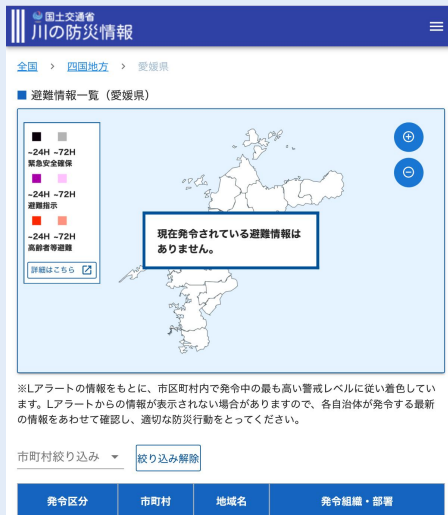 国土交通省
川の防災情報
全国 > 四国地方 > 愛媛県
避難情報一覧（愛媛県）
~24H ~72H
緊急安全確保
~24H ~72H
避難指示
~24H ~72H
高齢者等避難
詳細はこちら
現在発令されている避難情報は
ありません。
※Lアラートの情報をもとに、市区町村内で発令中の最も高い警戒レベルに従い着色してい
ます。Lアラートからの情報が表示されない場合がありますので、各自治体が発令する最新
の情報をあわせて確認し、適切な防災行動をとってください。
市町村絞り込み
絞り込み解除
発令区分 市町村 地域名 発令組織・部署